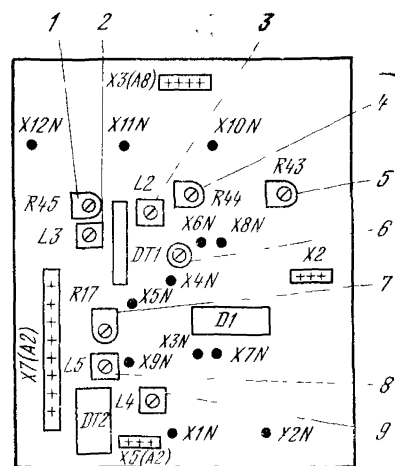 1 2 3
X3(A8)
4
X12N X11N X10N
L2 R43
R45 R44 5
L3 X6N X8N
DT1 6
X2
X4N
R17 X5N 7
D1
X7(A2)
X3N
L5 X9N X7N
8
L4
DT2 9
X1N Y2N
X5(A2)